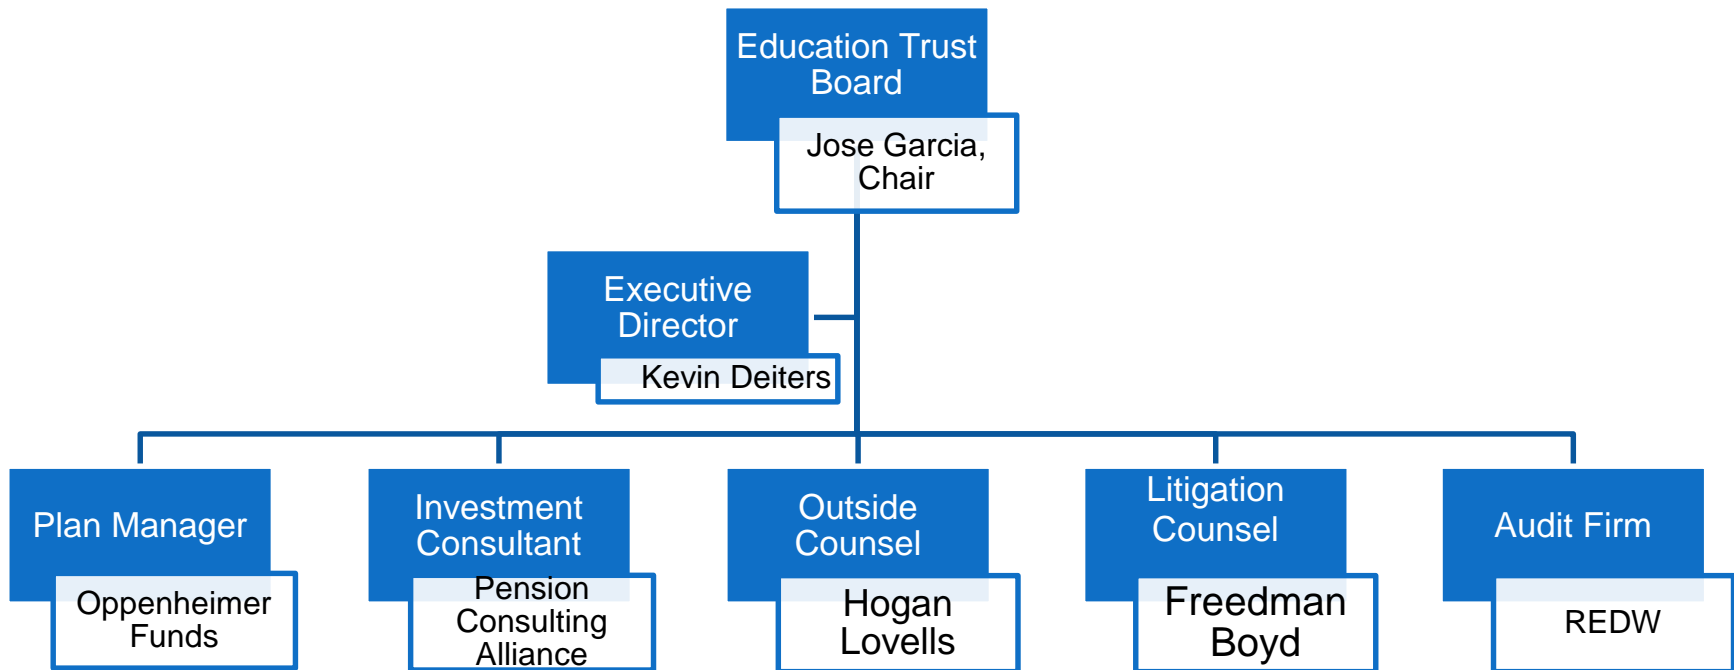 Education Trust
Board
Jose Garcia,
Chair
Executive
Director
Kevin Deiters
Plan Manager
Oppenheimer
Funds
Investment
Consultant
Pension
Consulting
Alliance
Outside
Counsel
Hogan
Lovells
Litigation
Counsel
Freedman
Boyd
Audit Firm
REDW